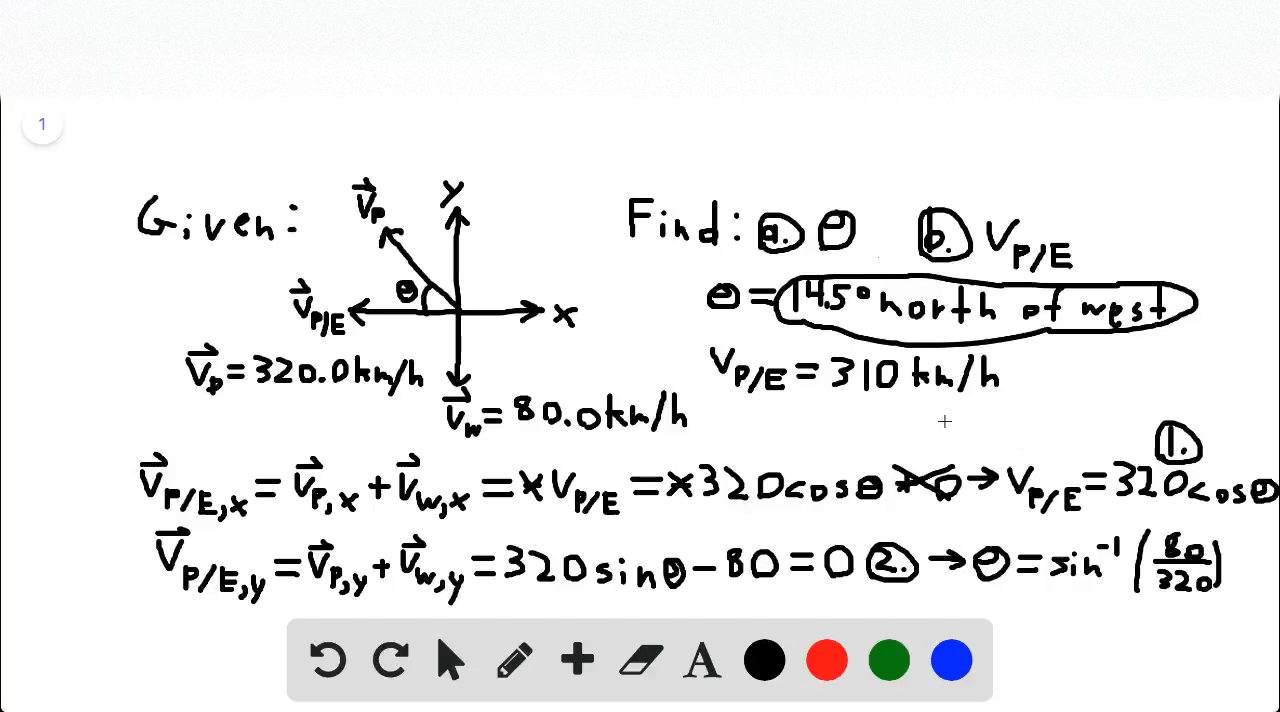 1
Given:
V⃗P
y
θ
V⃗P/E
x
V⃗P = 320.0km/h
V⃗w = 80.0km/h
Find: a. θ b. VP/E
θ = 14.5° north of west
VP/E = 310 km/h
1.
V⃗P/E,x = V⃗P,x + V⃗w,x = -VP/E = -320cosθ + 0 → VP/E = 320cosθ
V⃗P/E,y = V⃗P,y + V⃗w,y = 320sinθ - 80 = 0 2. → θ = sin⁻¹(80/320)
A